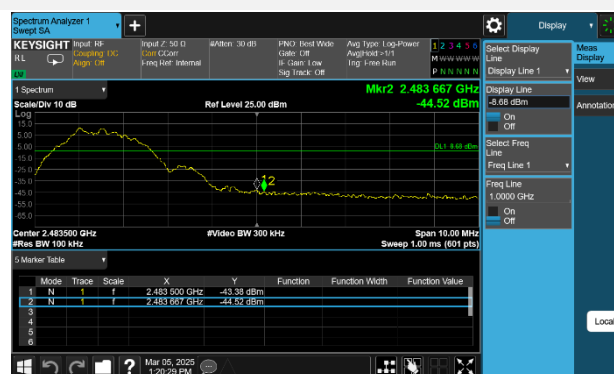 Spectrum Analyzer 1
Swept SA
Display
KEYSIGHT Input: RF Input Z: 50 Ω #Atten: 30 dB PNO: Best Wide Avg Type: Log-Power 1 2 3 4 5 6
RL Coupling: DC Corr CCorr Gate: Off Avg|Hold:>1/1 M W W W W W
Align: Off Freq Ref: Internal IF Gain: Low Trig: Free Run
Sig Track: Off P N N N N N
LXI
1 Spectrum
Mkr2 2.483 667 GHz
Scale/Div 10 dB Ref Level 25.00 dBm -44.52 dBm
Log
15.0
5.00
-5.00
DL1 -8.68 dBm
-15.0
-25.0
-35.0
1 2
-45.0
-55.0
-65.0
Center 2.483500 GHz #Video BW 300 kHz Span 10.00 MHz
#Res BW 100 kHz Sweep 1.00 ms (601 pts)
5 Marker Table
Mode Trace Scale X Y Function Function Width Function Value
1 N 1 f 2.483 500 GHz -43.38 dBm
2 N 1 f 2.483 667 GHz -44.52 dBm
3
4
5
6
Mar 05, 2025
1:20:29 PM
Select Display
Line
Display Line 1
Display Line
-8.68 dBm
On
Off
Select Freq
Line
Freq Line 1
Freq Line
1.0000 GHz
On
Off
Meas
Display
View
Annotation
Local